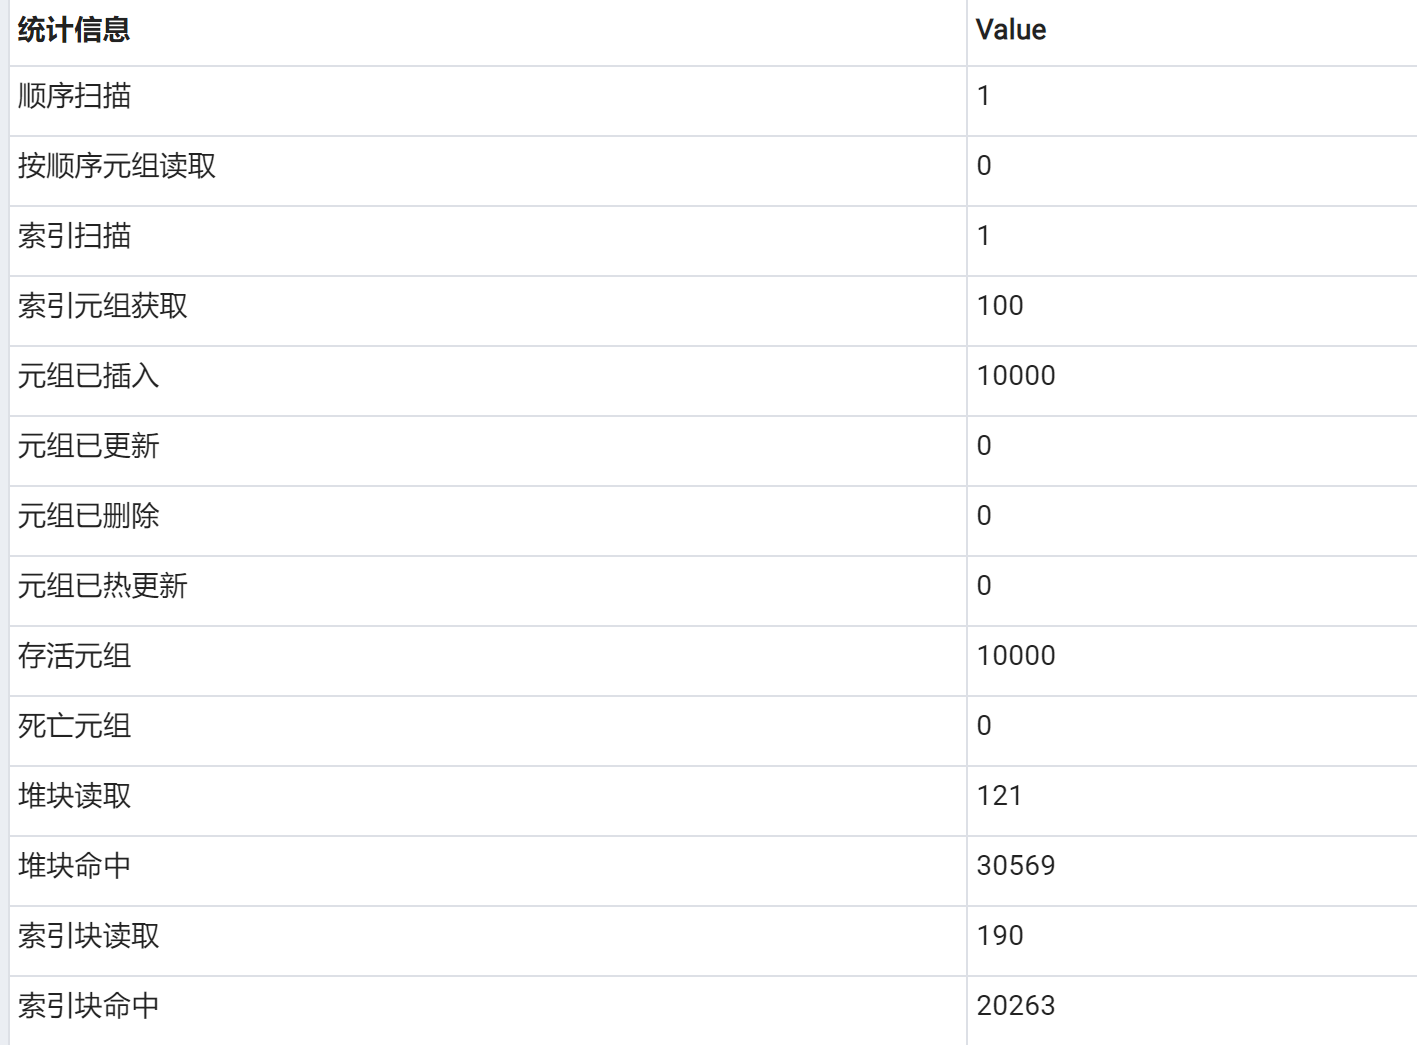 统计信息 Value
顺序扫描 1
按顺序元组读取 0
索引扫描 1
索引元组获取 100
元组已插入 10000
元组已更新 0
元组已删除 0
元组已热更新 0
存活元组 10000
死亡元组 0
堆块读取 121
堆块命中 30569
索引块读取 190
索引块命中 20263